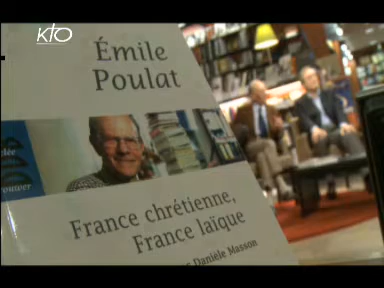 KTO
Émile
Poulat
France chrétienne,
France laïque
Danièle Masson